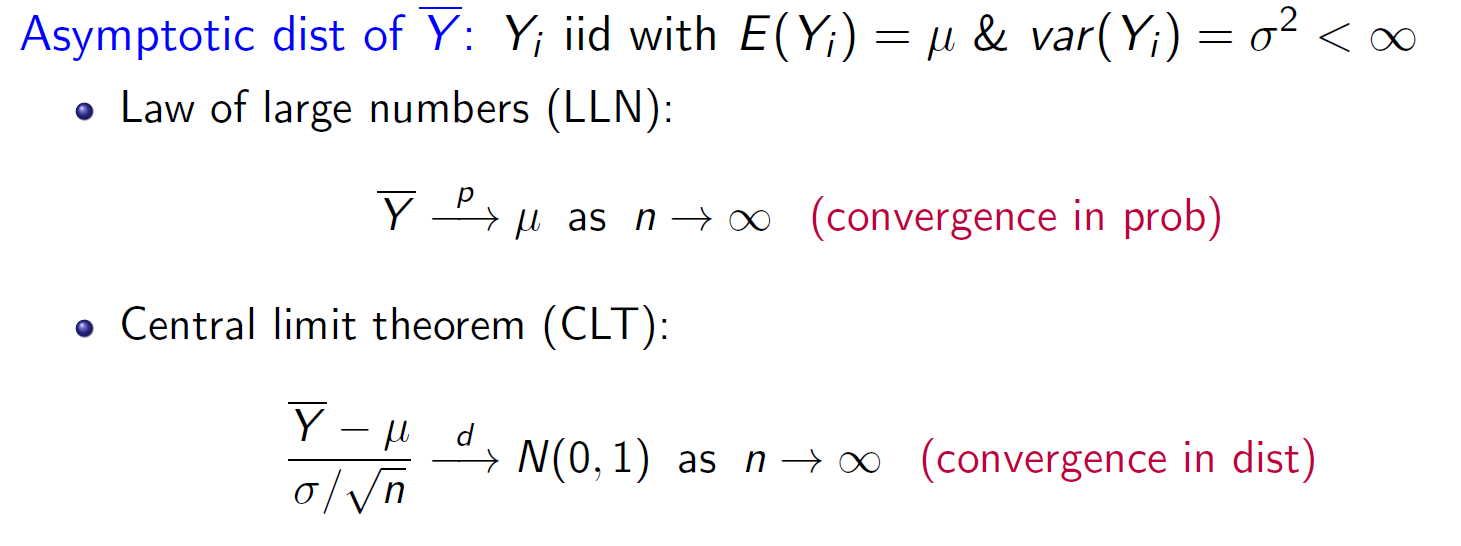 Asymptotic dist of Y̅: Yᵢ iid with E(Yᵢ) = μ & var(Yᵢ) = σ² < ∞
• Law of large numbers (LLN):
Y̅ –p→ μ as n → ∞ (convergence in prob)
• Central limit theorem (CLT):
(Y̅ − μ)/(σ/√n) –d→ N(0, 1) as n → ∞ (convergence in dist)